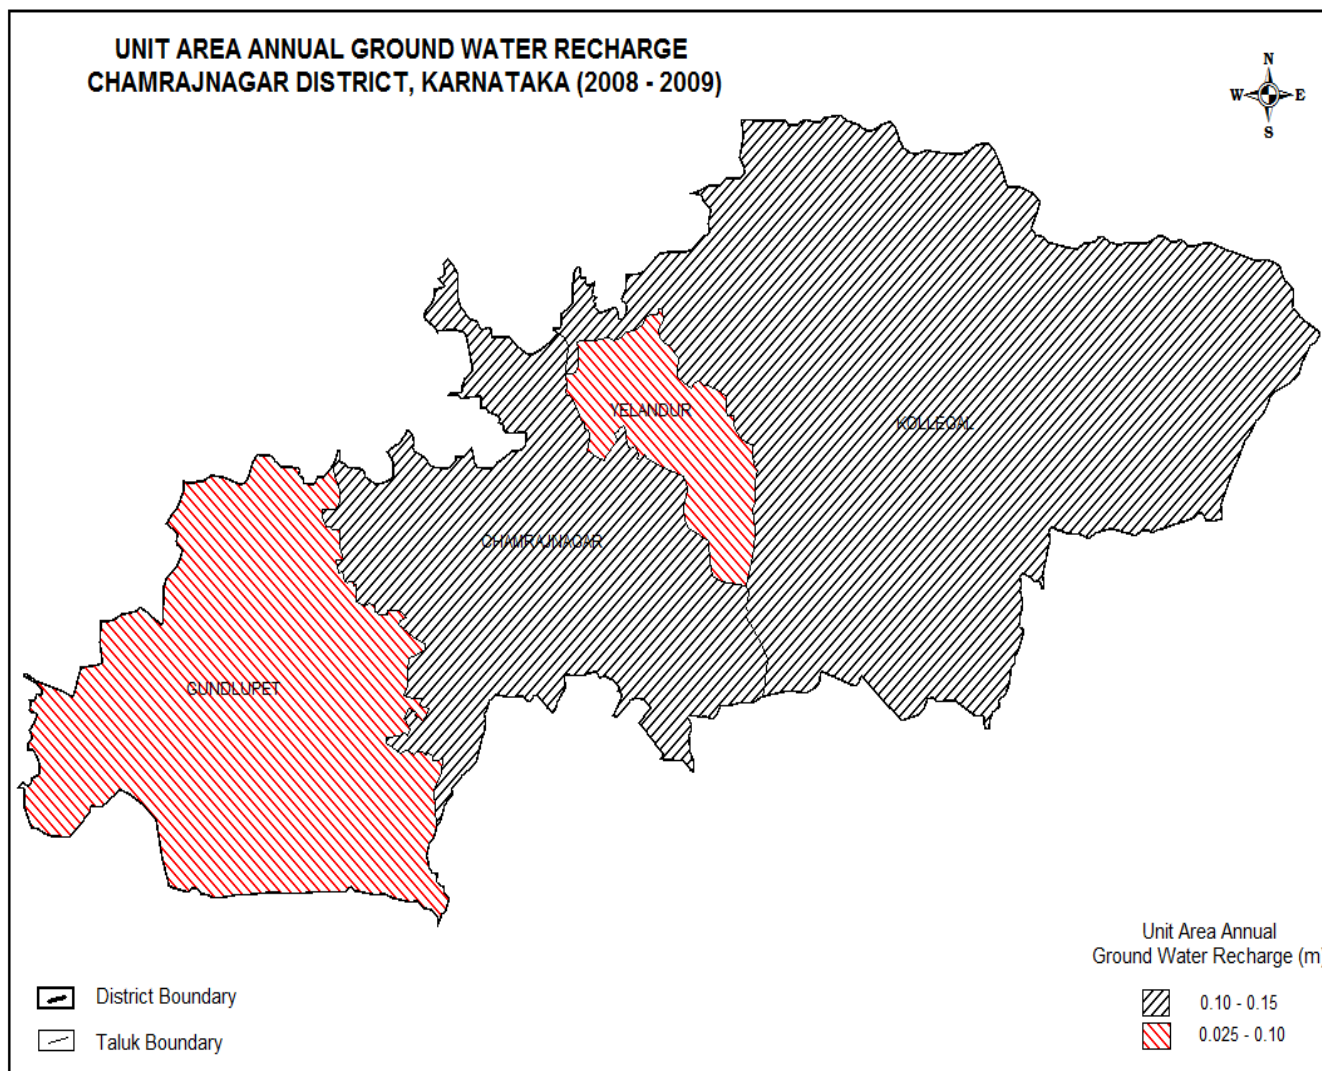 UNIT AREA ANNUAL GROUND WATER RECHARGE
CHAMRAJNAGAR DISTRICT, KARNATAKA (2008 - 2009)
N
W E
S
YELANDUR
KOLLEGAL
CHAMRAJNAGAR
GUNDLUPET
Unit Area Annual
Ground Water Recharge (m)
0.10 - 0.15
0.025 - 0.10
District Boundary
Taluk Boundary